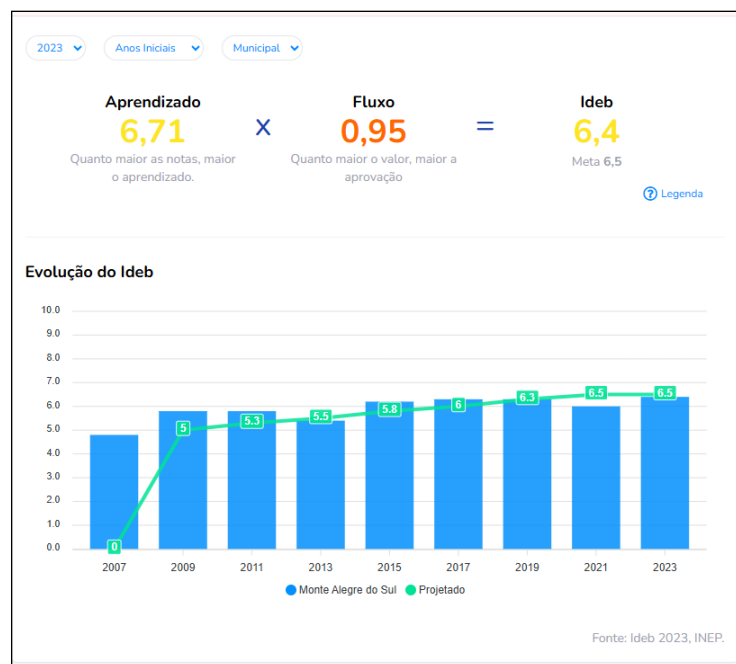 2023 Anos Iniciais Municipal
Aprendizado Fluxo Ideb
6,71 X 0,95 = 6,4
Quanto maior as notas, maior Quanto maior o valor, maior a Meta 6,5
o aprendizado. aprovação
? Legenda
Evolução do Ideb
10.0
9.0
8.0
7.0
6.0
5.0
4.0
3.0
2.0
1.0
0.0
0 5 5.3 5.5 5.8 6 6.3 6.5 6.5
2007 2009 2011 2013 2015 2017 2019 2021 2023
Monte Alegre do Sul Projetado
Fonte: Ideb 2023, INEP.